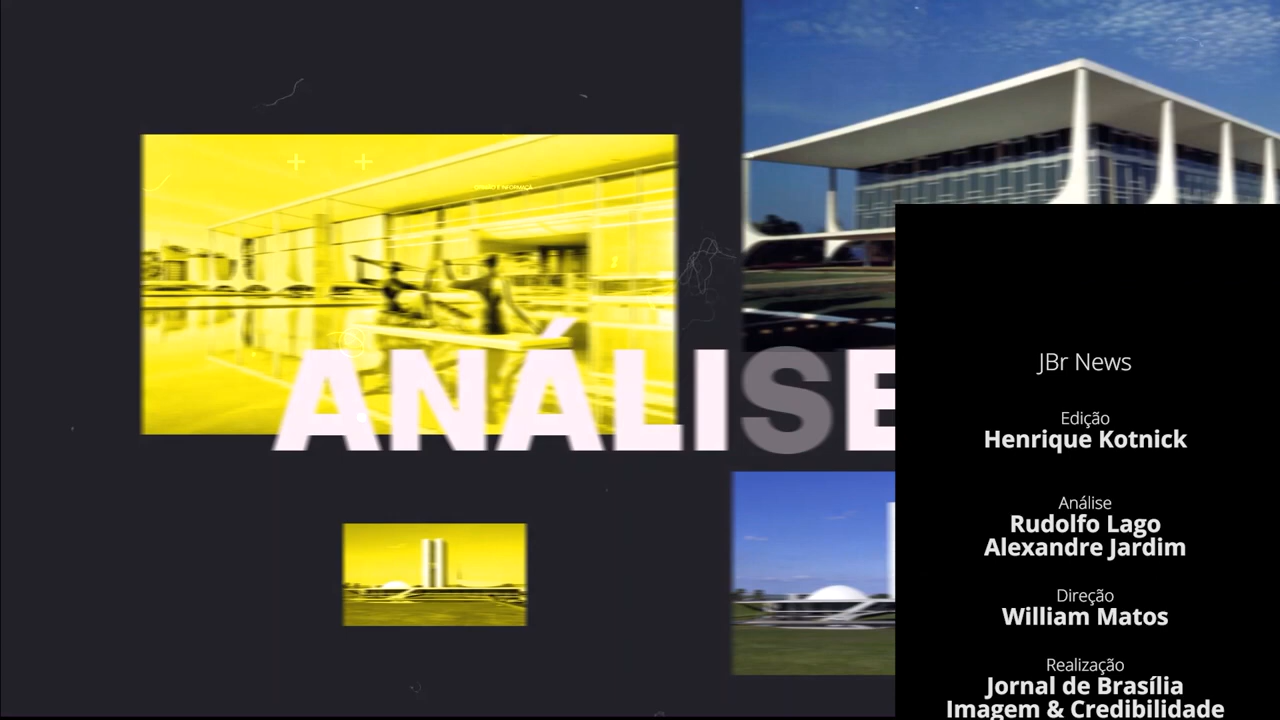 ANÁLISE
JBr News
Edição
Henrique Kotnick
Análise
Rudolfo Lago
Alexandre Jardim
Direção
William Matos
Realização
Jornal de Brasília
Imagem & Credibilidade